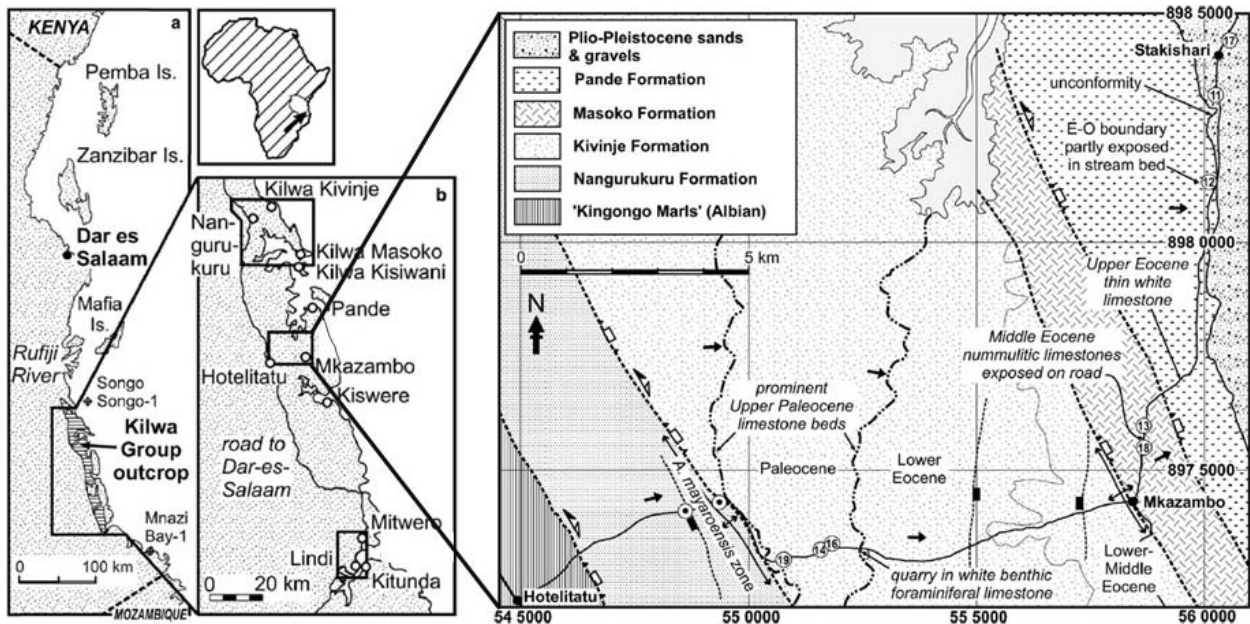 a
KENYA
Pemba Is.
Zanzibar Is.
Dar es
Salaam
Mafia
Is.
Rufiji
River
Songo
Songo-1
Kilwa
Group
outcrop
Mnazi
Bay-1
0 100 km
MOZAMBIQUE
b
Kilwa Kivinje
Nan-
guru-
kuru
Kilwa Masoko
Kilwa Kisiwani
Pande
Mkazambo
Hotelitatu
Kiswere
road to
Dar-es-
Salaam
Mitwero
Lindi
Kitunda
0 20 km
Plio-Pleistocene sands
& gravels
Pande Formation
Masoko Formation
Kivinje Formation
Nangurukuru Formation
'Kingongo Marls' (Albian)
0 5 km
N
898 5000
17
Stakishari
11
unconformity
E-O boundary
partly exposed
in stream bed
12
898 0000
Upper Eocene
thin white
limestone
Middle Eocene
nummulitic limestones
exposed on road
prominent
Upper Paleocene
limestone beds
13
18
Paleocene
Lower
Eocene
897 5000
Mkazambo
A. mayaroensis zone
19
14
16
Lower-
Middle
Eocene
quarry in white benthic
foraminiferal limestone
Hotelitatu
54 5000
55 0000
55 5000
56 0000